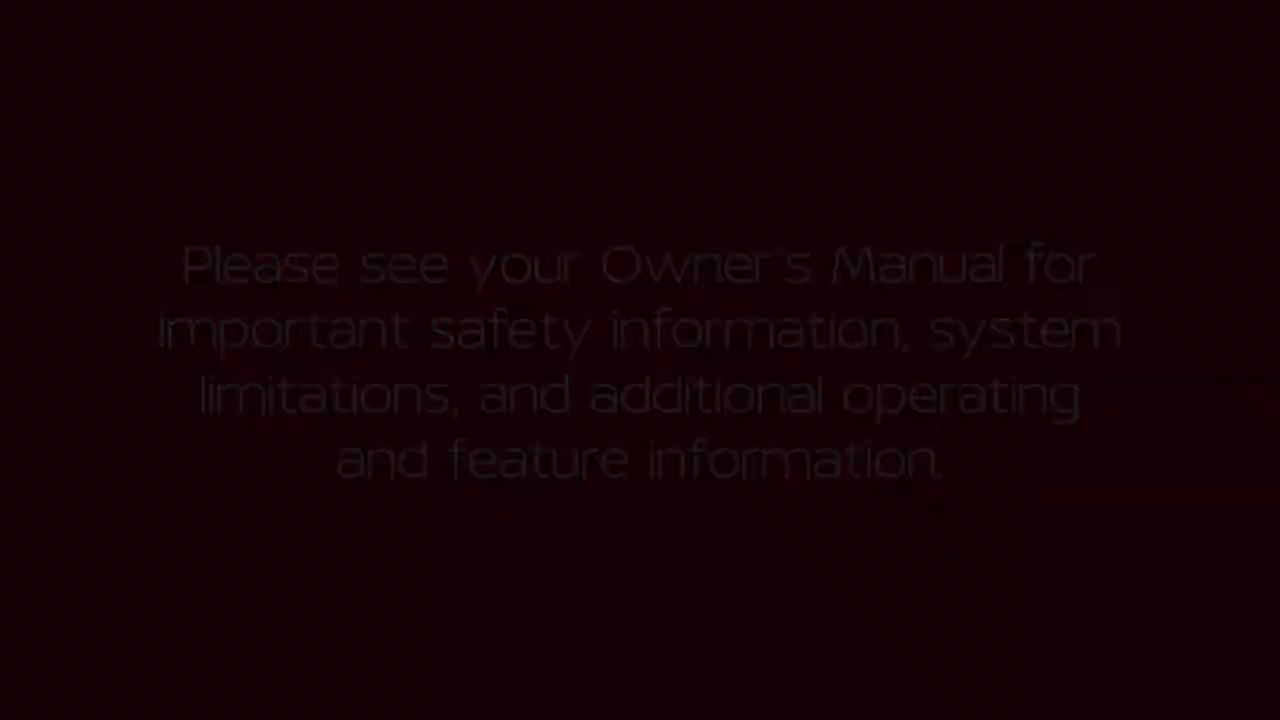 Please see your Owner's Manual for
important safety information, system
limitations, and additional operating
and feature information.